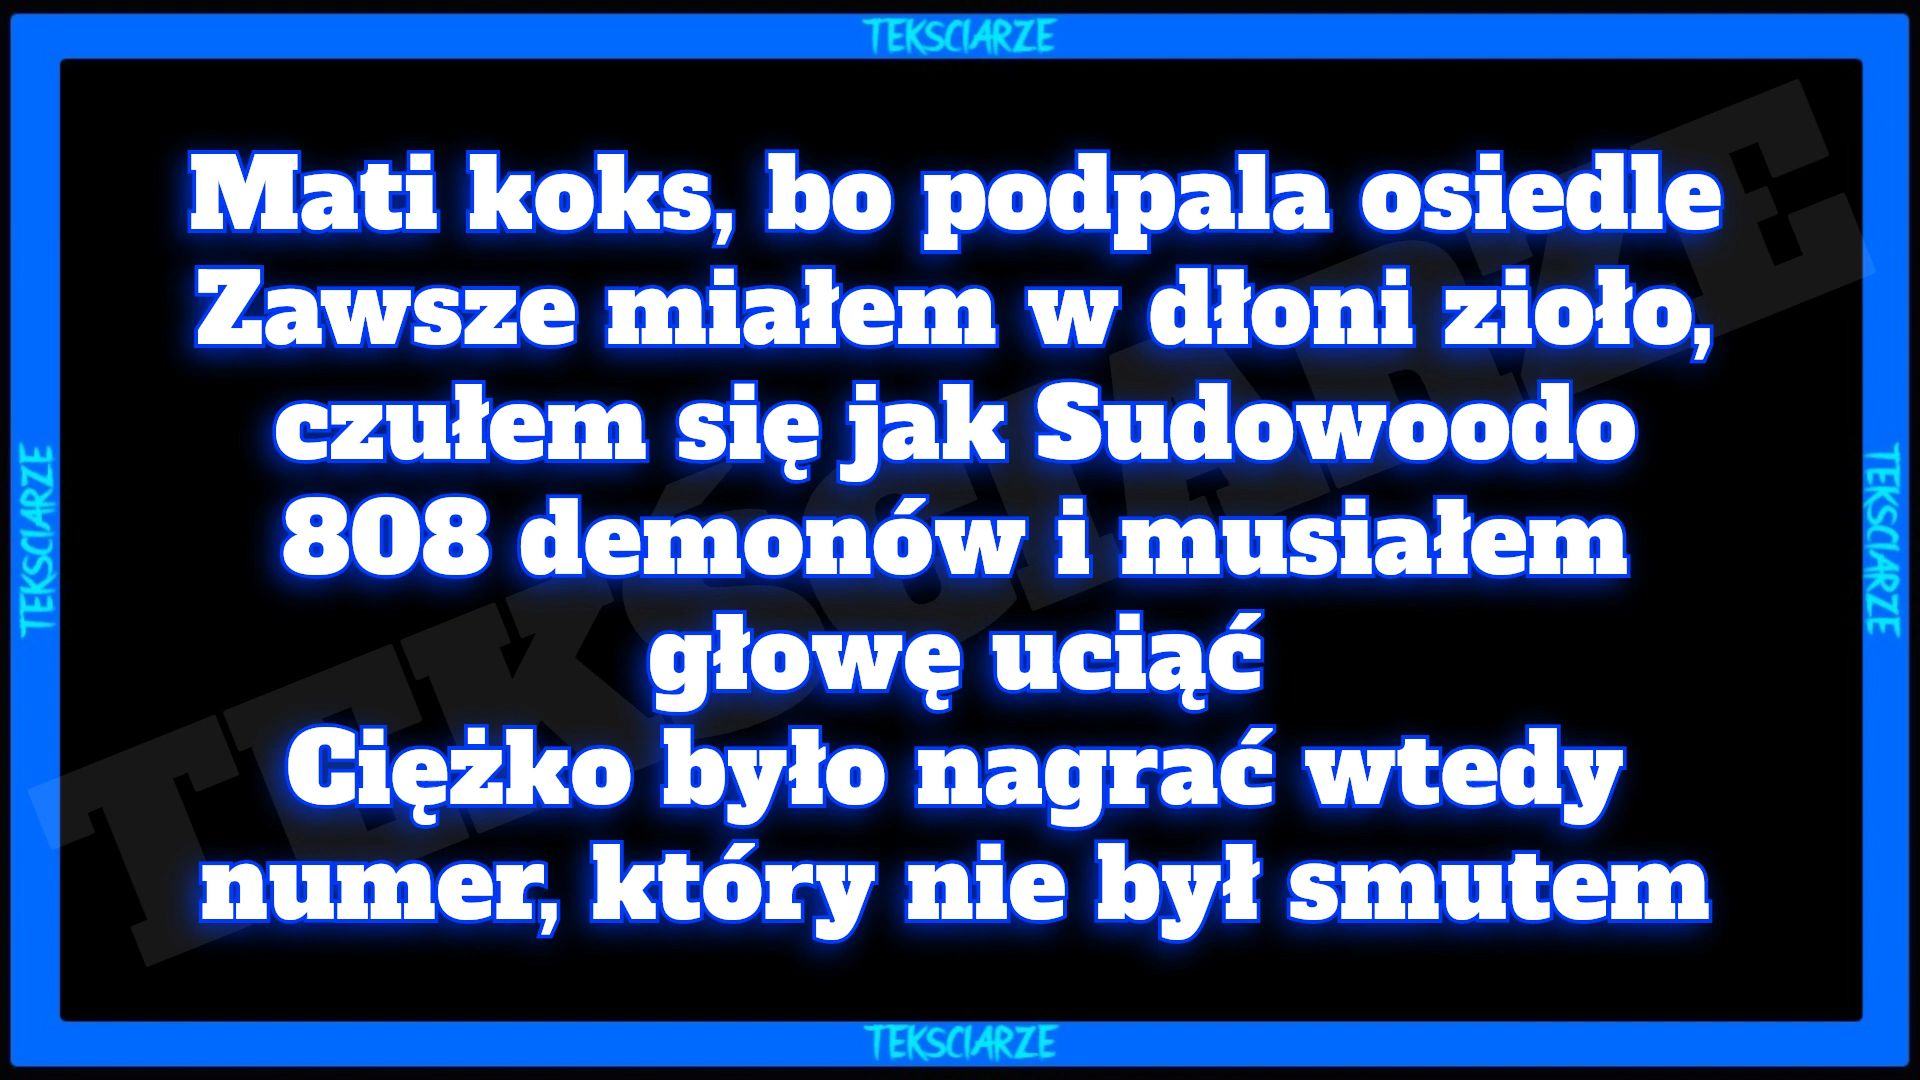 TEKSCIARZE
Mati koks, bo podpala osiedle
Zawsze miałem w dłoni zioło,
czułem się jak Sudowoodo
808 demonów i musiałem
głowę uciąć
Ciężko było nagrać wtedy
numer, który nie był smutem
TEKŚCIARZE
TEKSCIARZE
TEKSCIARZE
TEKSCIARZE